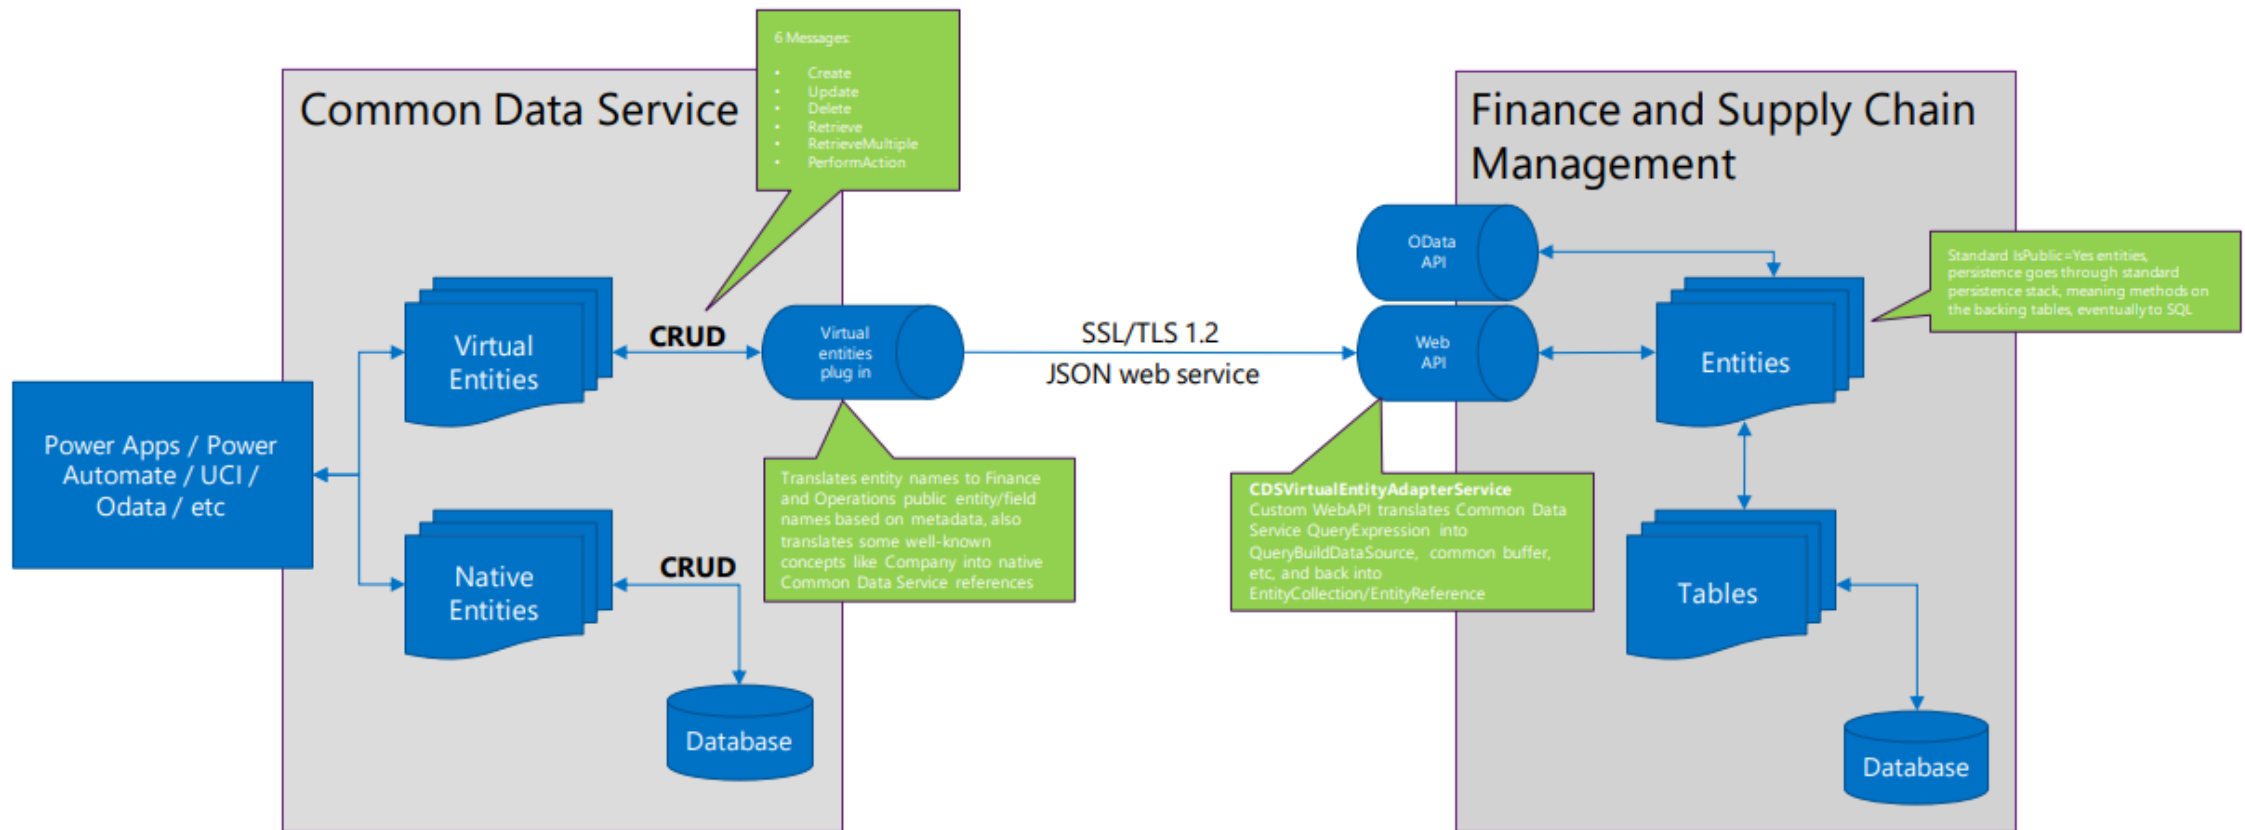 6 Messages:
• Create
• Update
• Delete
• Retrieve
• RetrieveMultiple
• PerformAction
Common Data Service
Finance and Supply Chain
Management
OData
API
Standard IsPublic=Yes entities,
persistence goes through standard
persistence stack, meaning methods on
the backing tables, eventually to SQL
Virtual
Entities
CRUD
Virtual
entities
plug in
SSL/TLS 1.2
JSON web service
Web
API
Entities
Power Apps / Power
Automate / UCI /
Odata / etc
Translates entity names to Finance
and Operations public entity/field
names based on metadata, also
translates some well-known
concepts like Company into native
Common Data Service references
CDSVirtualEntityAdapterService
Custom WebAPI translates Common Data
Service QueryExpression into
QueryBuildDataSource, common buffer,
etc, and back into
EntityCollection/EntityReference
Native
Entities
CRUD
Tables
Database
Database